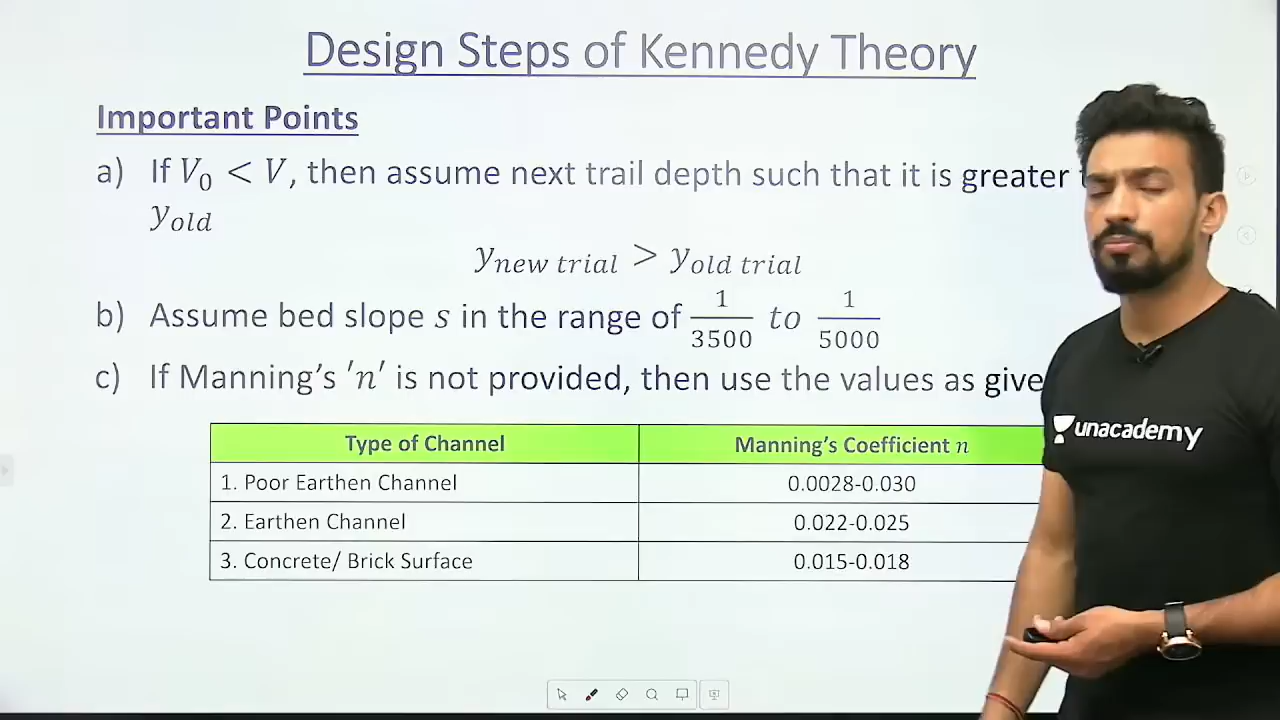 Design Steps of Kennedy Theory
Important Points
a) If V₀ < V, then assume next trail depth such that it is greater
y_old
y_new trial > y_old trial
b) Assume bed slope s in the range of 1/3500 to 1/5000
c) If Manning's 'n' is not provided, then use the values as give
Type of Channel Manning's Coefficient n
1. Poor Earthen Channel 0.0028-0.030
2. Earthen Channel 0.022-0.025
3. Concrete/ Brick Surface 0.015-0.018
unacademy